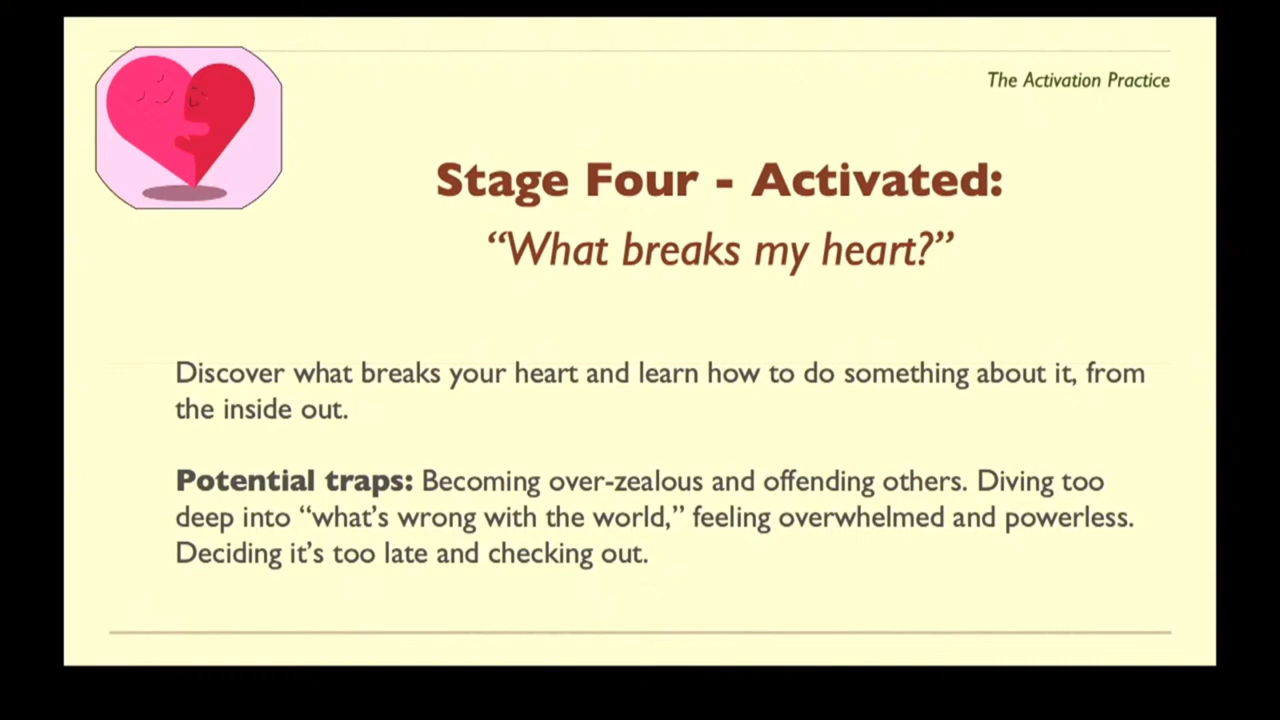 The Activation Practice
Stage Four - Activated:
“What breaks my heart?”
Discover what breaks your heart and learn how to do something about it, from
the inside out.
Potential traps: Becoming over-zealous and offending others. Diving too
deep into “what’s wrong with the world,” feeling overwhelmed and powerless.
Deciding it’s too late and checking out.